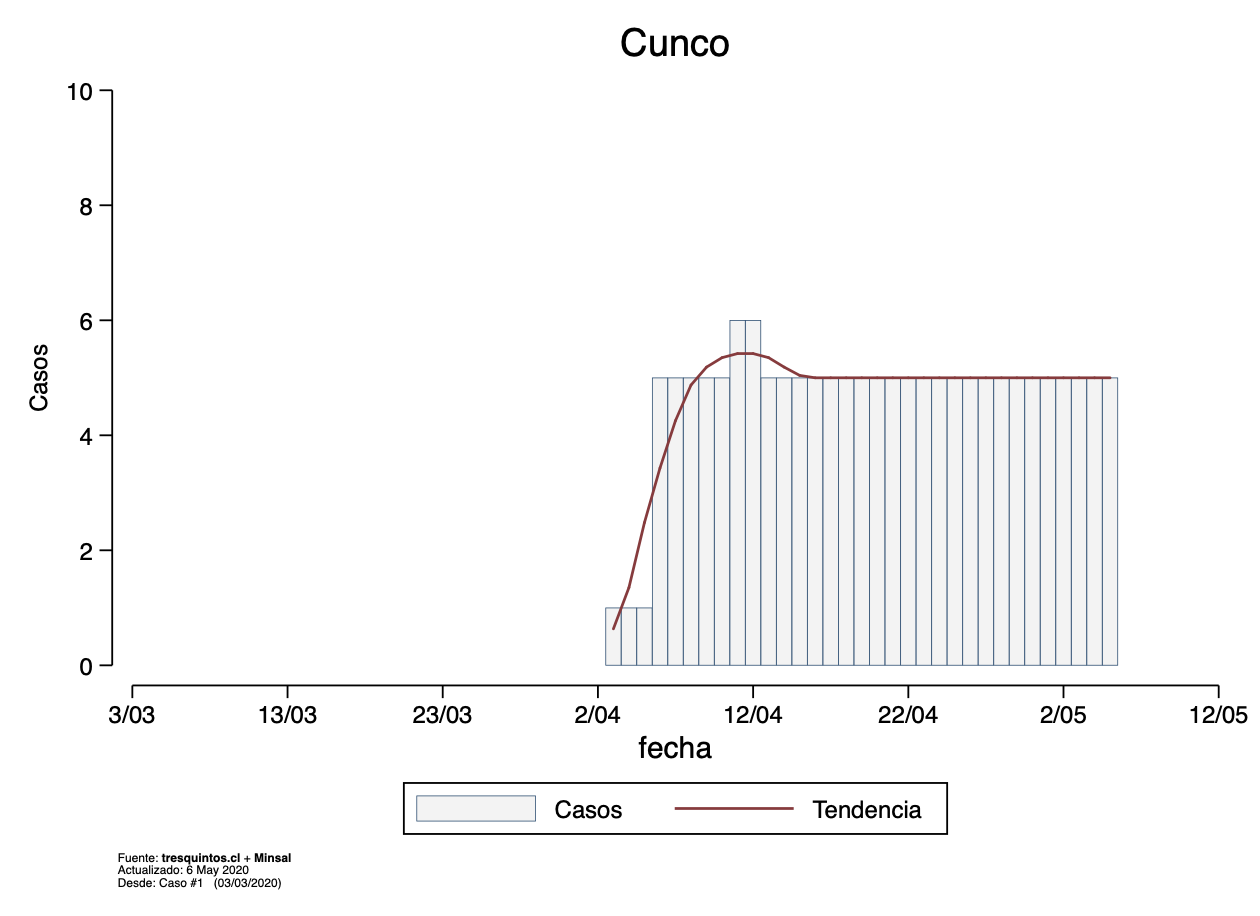 Cunco
10
8
6
4
2
0
Casos
3/03 13/03 23/03 2/04 12/04 22/04 2/05 12/05
fecha
Casos Tendencia
Fuente: tresquintos.cl + Minsal
Actualizado: 6 May 2020
Desde: Caso #1 (03/03/2020)